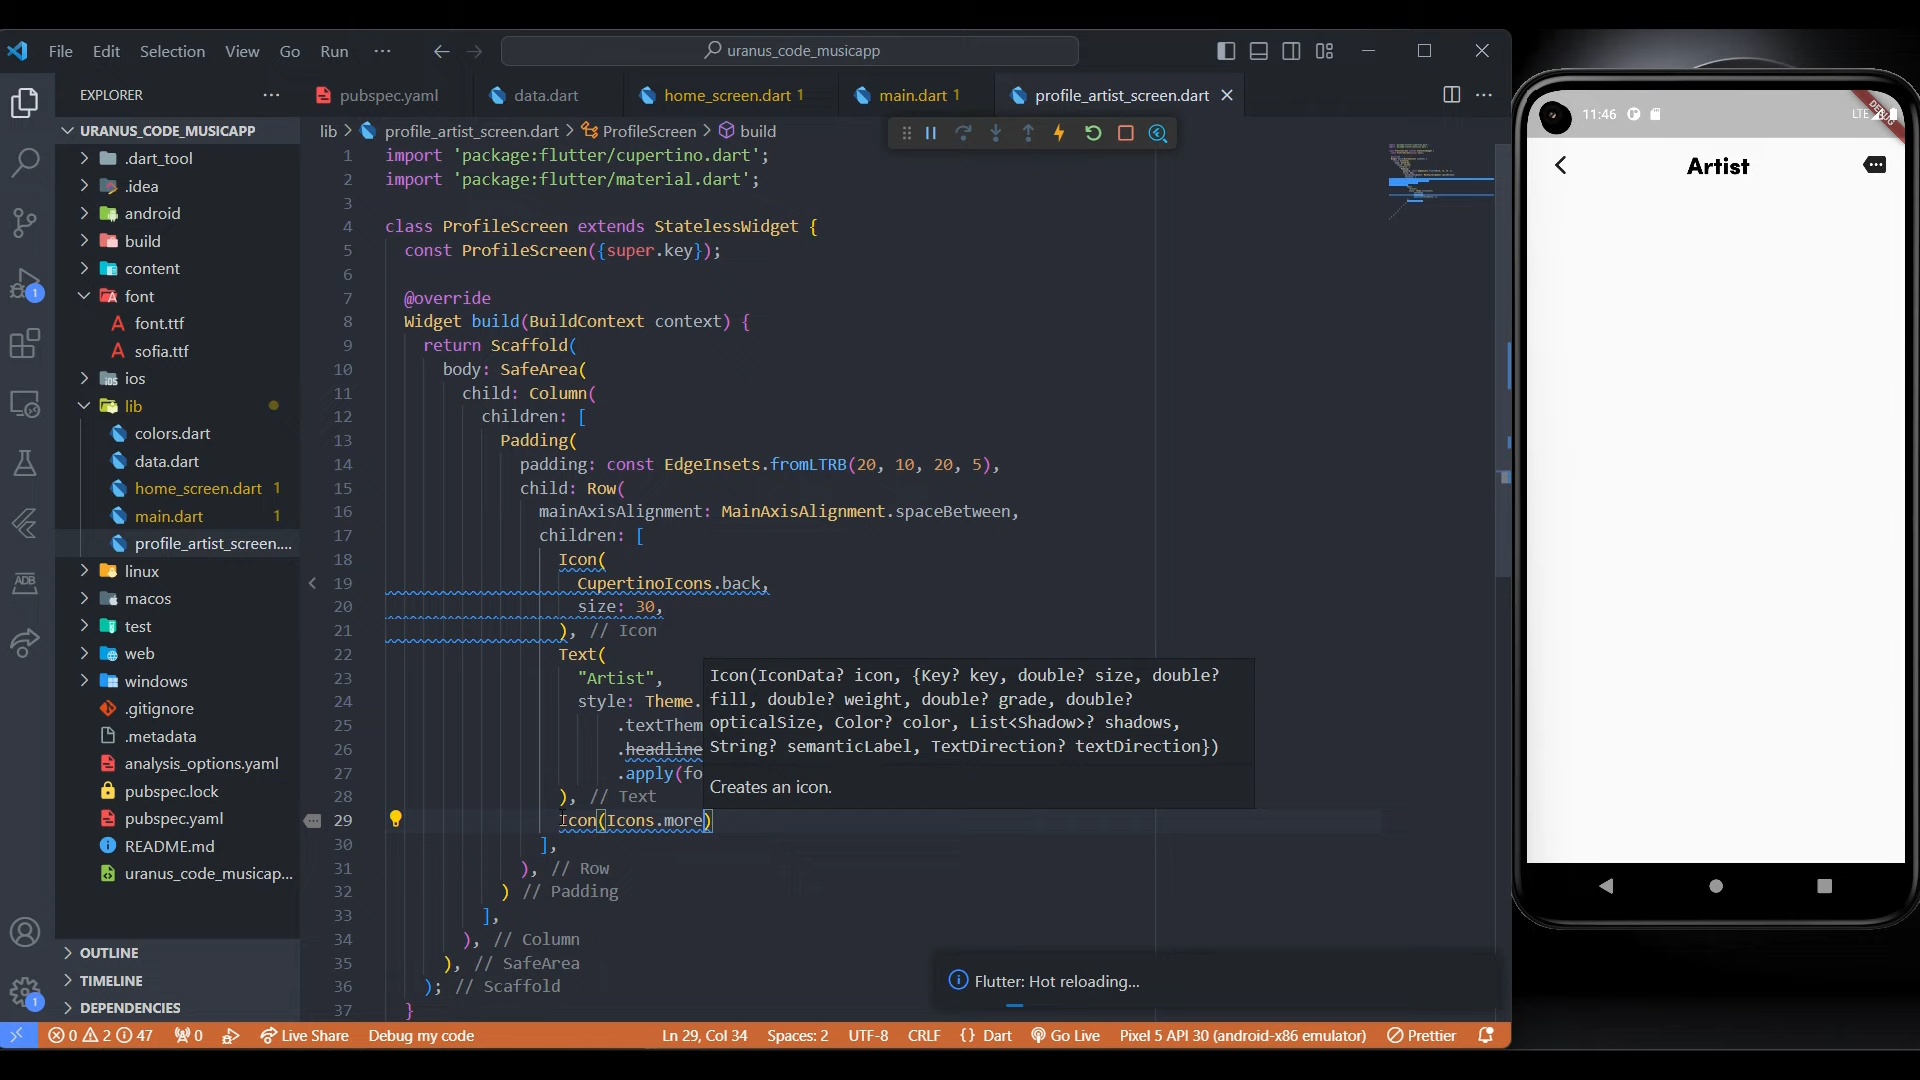 File Edit Selection View Go Run ··· uranus_code_musicapp
EXPLORER ···
pubspec.yaml data.dart home_screen.dart 1 main.dart 1 profile_artist_screen.dart
URANUS_CODE_MUSICAPP
.dart_tool
.idea
android
build
content
font
font.ttf
sofia.ttf
ios
lib
colors.dart
data.dart
home_screen.dart 1
main.dart 1
profile_artist_screen....
linux
macos
test
web
windows
.gitignore
.metadata
analysis_options.yaml
pubspec.lock
pubspec.yaml
README.md
uranus_code_musicap...
OUTLINE
TIMELINE
DEPENDENCIES
1
ADB
1
lib > profile_artist_screen.dart > ProfileScreen > build
1 import 'package:flutter/cupertino.dart';
2 import 'package:flutter/material.dart';
3
4 class ProfileScreen extends StatelessWidget {
5 const ProfileScreen({super.key});
6
7 @override
8 Widget build(BuildContext context) {
9 return Scaffold(
10 body: SafeArea(
11 child: Column(
12 children: [
13 Padding(
14 padding: const EdgeInsets.fromLTRB(20, 10, 20, 5),
15 child: Row(
16 mainAxisAlignment: MainAxisAlignment.spaceBetween,
17 children: [
18 Icon(
19 CupertinoIcons.back,
20 size: 30,
21 ), // Icon
22 Text(
23 "Artist",
24 style: Theme.
25 .textThem
26 .headline
27 .apply(fo
28 ), // Text
29 Icon(Icons.more)
30 ],
31 ), // Row
32 ) // Padding
33 ],
34 ), // Column
35 ), // SafeArea
36 ); // Scaffold
37 }
Icon(IconData? icon, {Key? key, double? size, double?
fill, double? weight, double? grade, double?
opticalSize, Color? color, List<Shadow>? shadows,
String? semanticLabel, TextDirection? textDirection})
Creates an icon.
Flutter: Hot reloading...
0 2 47 0 Live Share Debug my code Ln 29, Col 34 Spaces: 2 UTF-8 CRLF {} Dart Go Live Pixel 5 API 30 (android-x86 emulator) Prettier
11:46 LTE
DEBUG
Artist